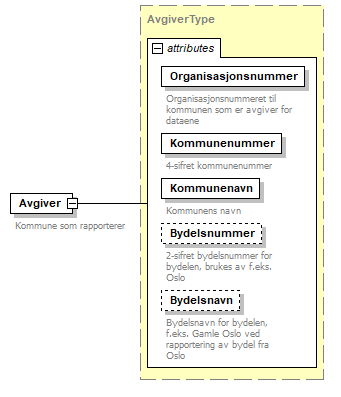 AvgiverType
attributes
Organisasjonsnummer
Organisasjonsnummeret til
kommunen som er avgiver for
dataene
Kommunenummer
4-sifret kommunenummer
Kommunenavn
Kommunens navn
Avgiver
Kommune som rapporterer
Bydelsnummer
2-sifret bydelsnummer for
bydelen, brukes av f.eks.
Oslo
Bydelsnavn
Bydelsnavn for bydelen,
f.eks. Gamle Oslo ved
rapportering av bydel fra
Oslo